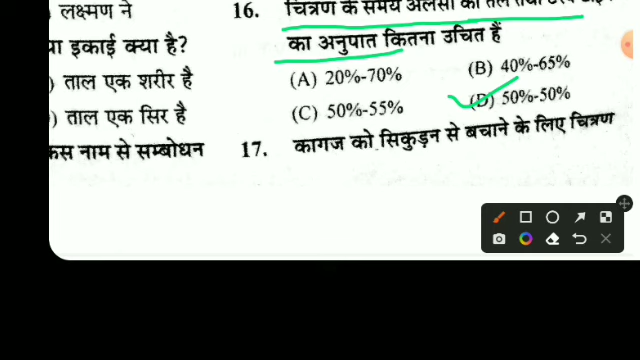 लक्ष्मण ने
इकाई क्या है?
ताल एक शरीर है
ताल एक सिर है
नाम से सम्बोधन
16. चित्रण के समय अलसी का तेल तथा
का अनुपात कितना उचित हैं
(A) 20%-70%
(B) 40%-65%
(C) 50%-55%
(D) 50%-50%
17. कागज को सिकुड़न से बचाने के लिए चित्रण